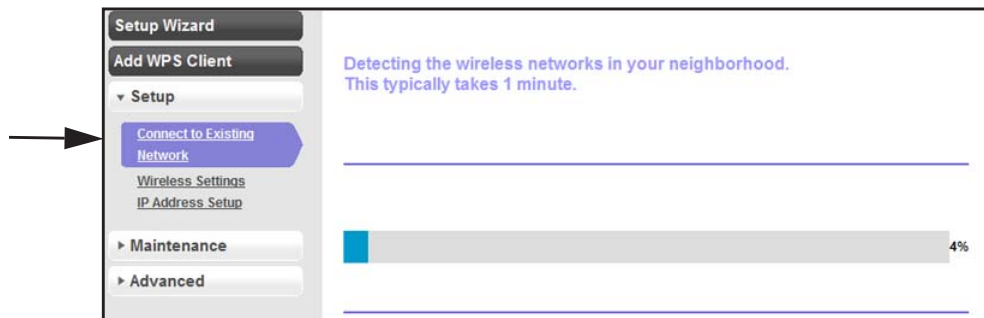 Setup Wizard
Add WPS Client
Setup
Connect to Existing
Network
Wireless Settings
IP Address Setup
Maintenance
Advanced
Detecting the wireless networks in your neighborhood.
This typically takes 1 minute.
4%